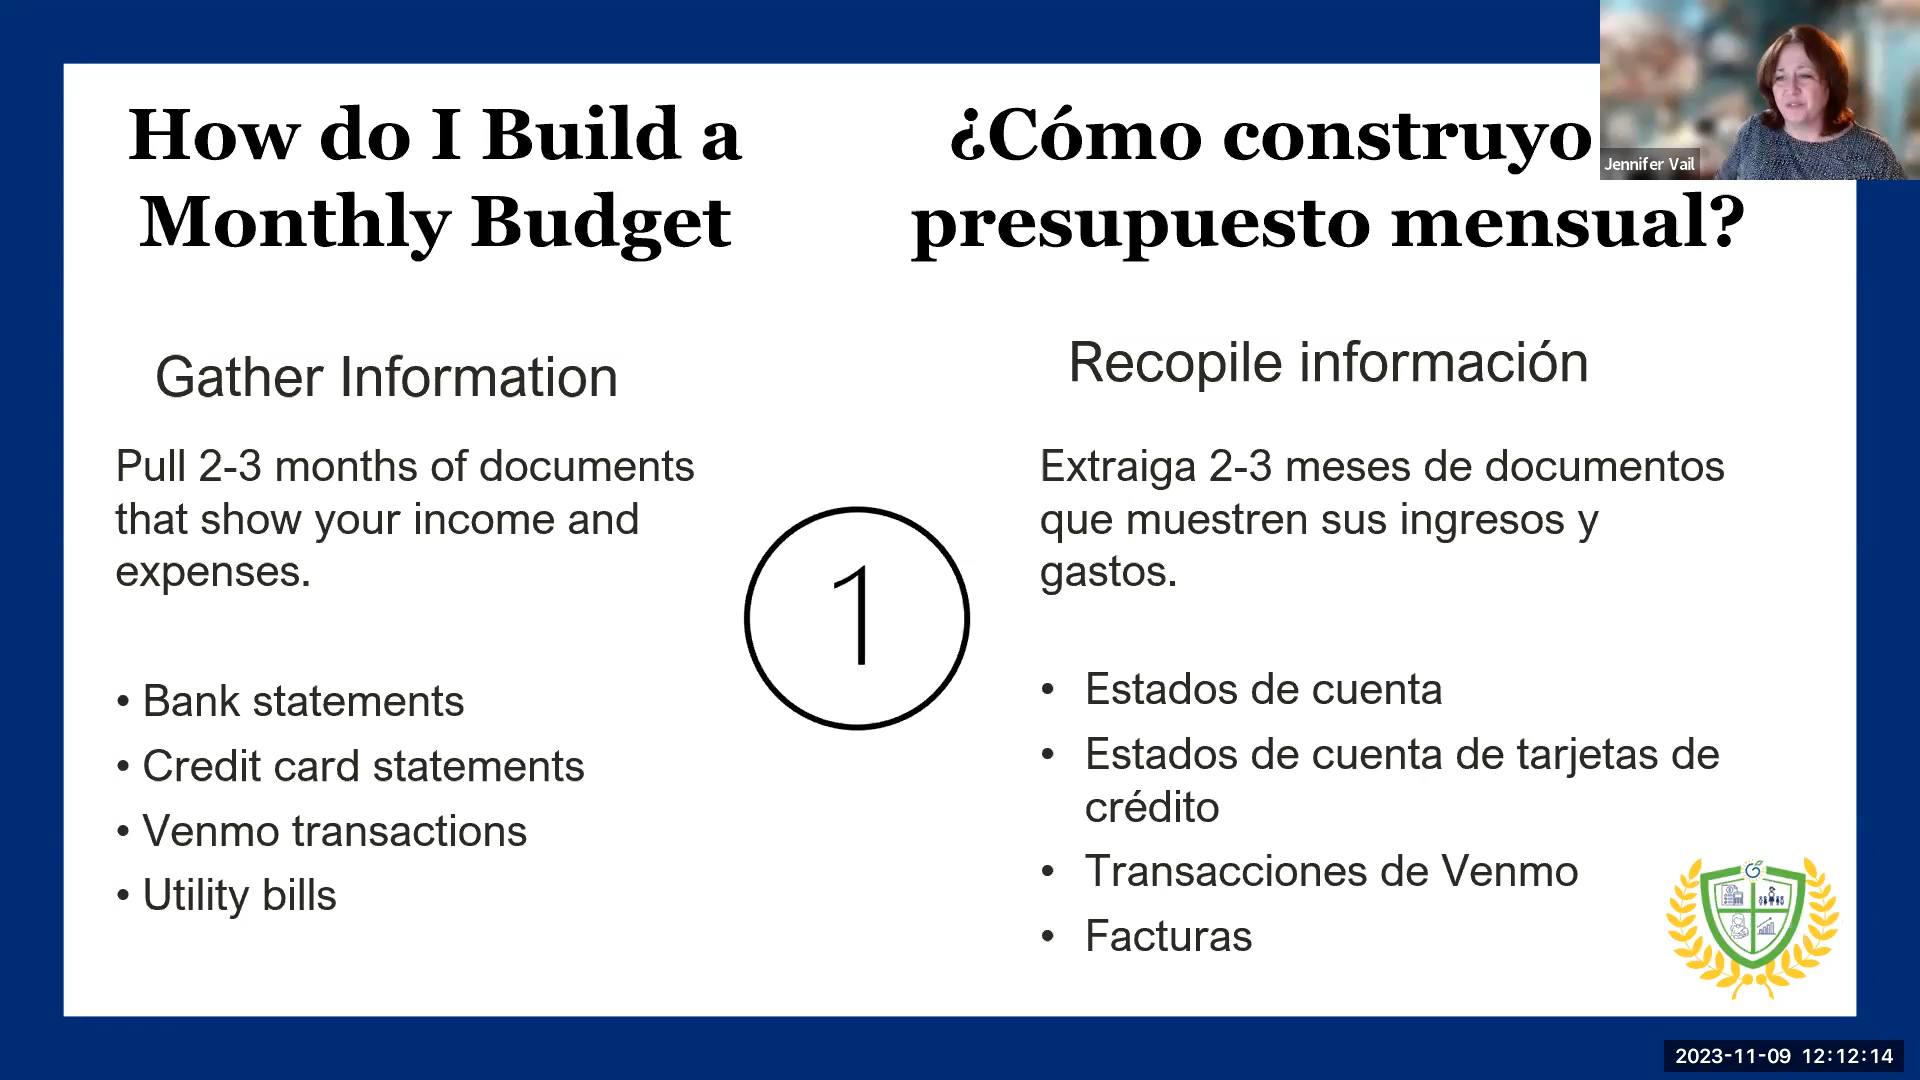 How do I Build a
Monthly Budget
¿Cómo construyo
presupuesto mensual?
Jennifer Vail
Gather Information
Pull 2-3 months of documents
that show your income and
expenses.
• Bank statements
• Credit card statements
• Venmo transactions
• Utility bills
1
Recopile información
Extraiga 2-3 meses de documentos
que muestren sus ingresos y
gastos.
• Estados de cuenta
• Estados de cuenta de tarjetas de
crédito
• Transacciones de Venmo
• Facturas
2023-11-09 12:12:14